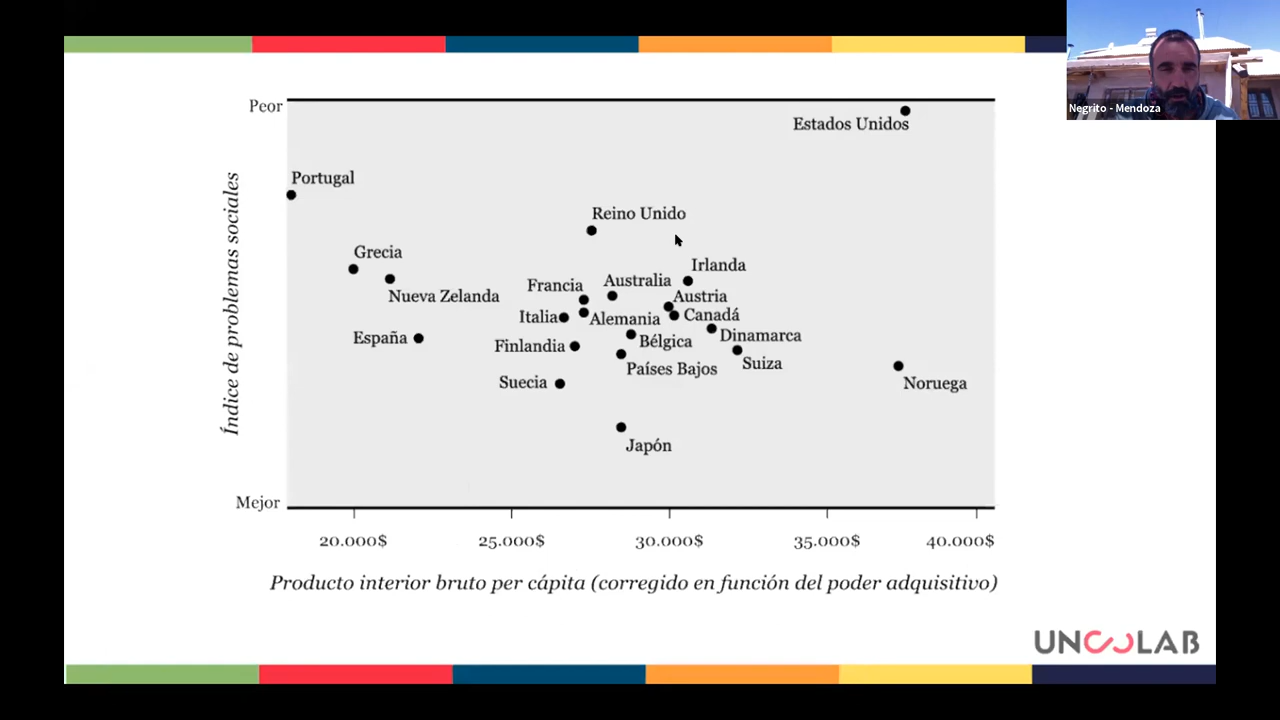 Negrito - Mendoza
Peor
Estados Unidos
Portugal
Reino Unido
Grecia
Irlanda
Francia
Australia
Nueva Zelanda
Austria
Italia
Alemania
Canadá
España
Finlandia
Bélgica
Dinamarca
Países Bajos
Suiza
Suecia
Noruega
Japón
Índice de problemas sociales
Mejor
20.000$ 25.000$ 30.000$ 35.000$ 40.000$
Producto interior bruto per cápita (corregido en función del poder adquisitivo)
UNCOLAB